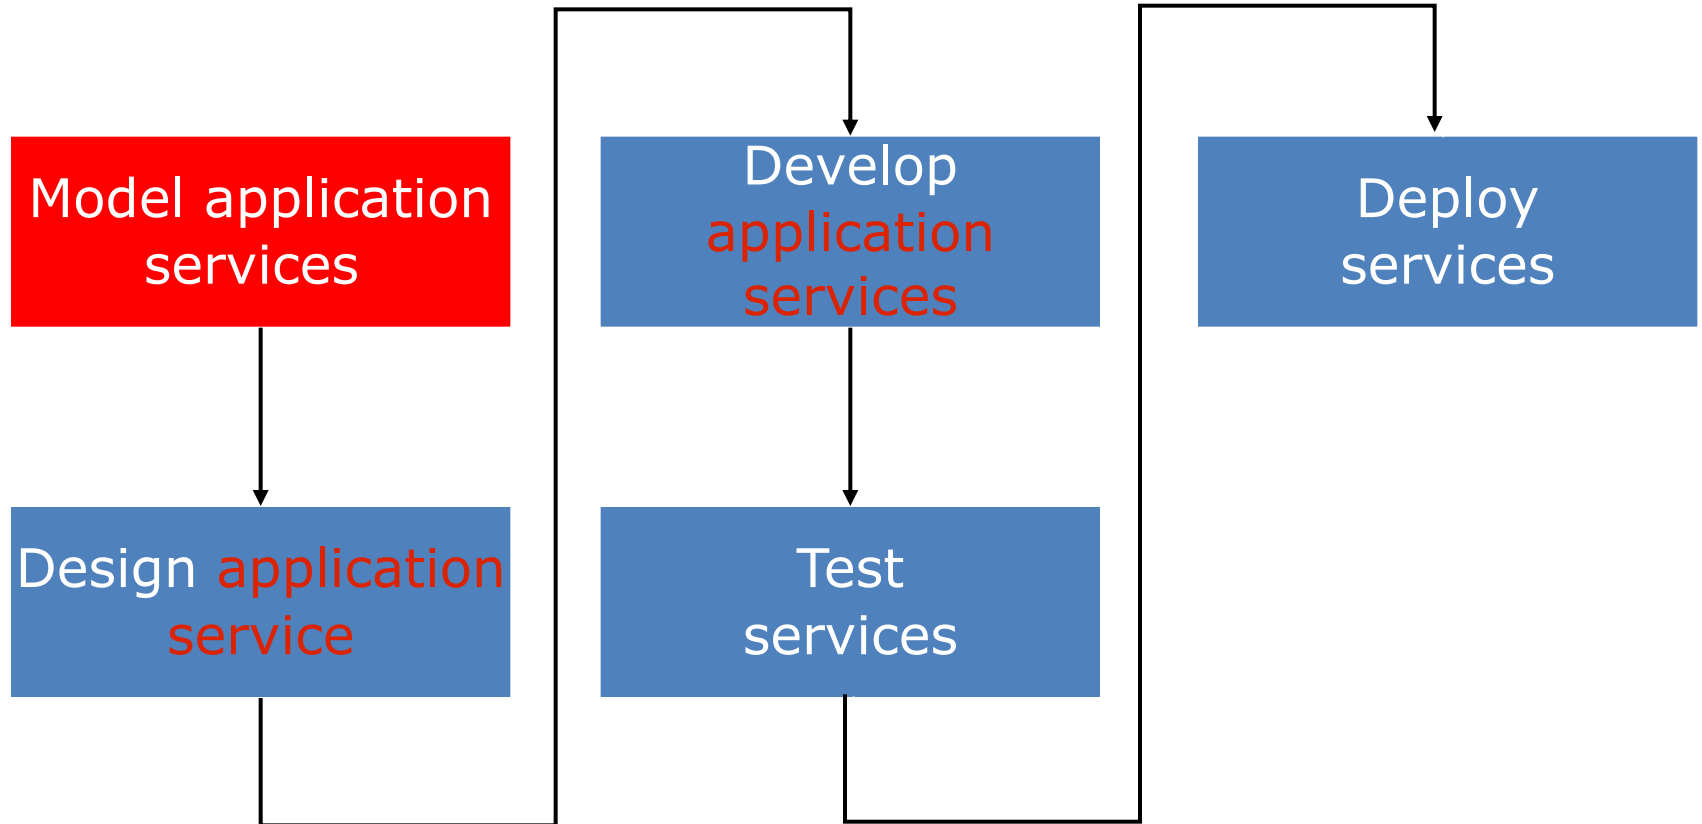 Model application
services
Design application
service
Develop
application
services
Test
services
Deploy
services